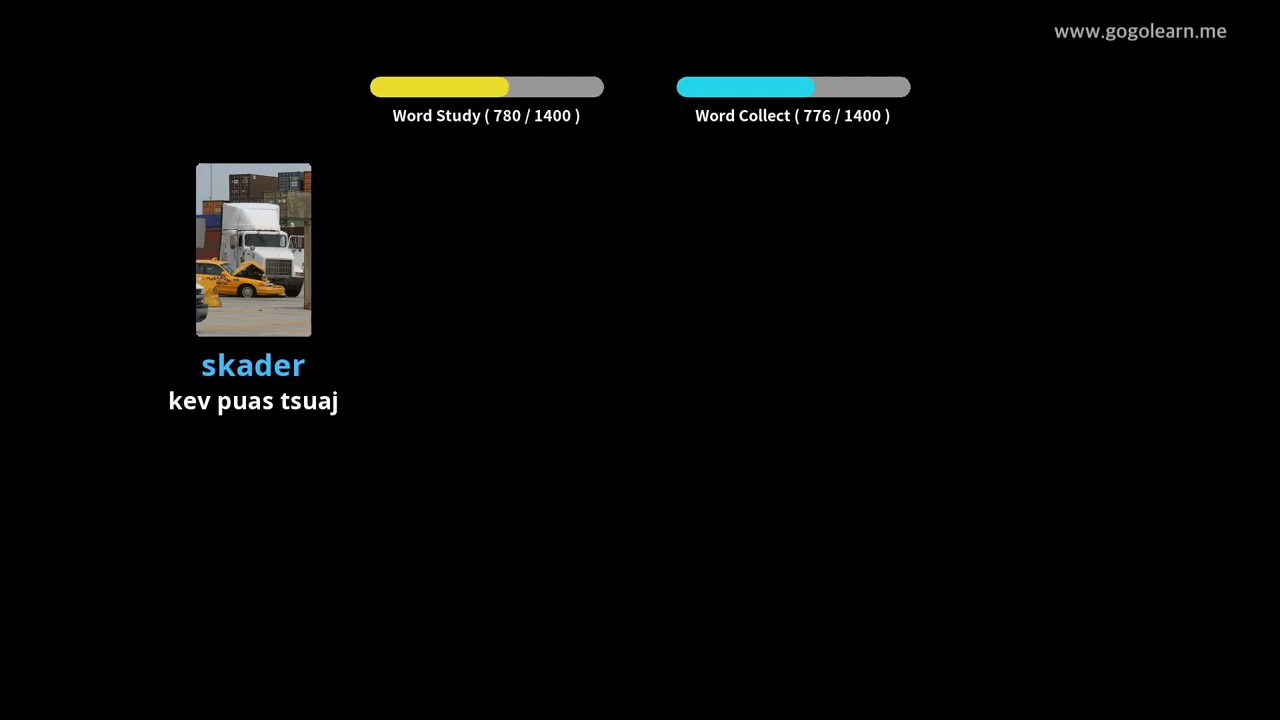 www.gogolearn.me
Word Study ( 780 / 1400 )
Word Collect ( 776 / 1400 )
skader
kev puas tsuaj